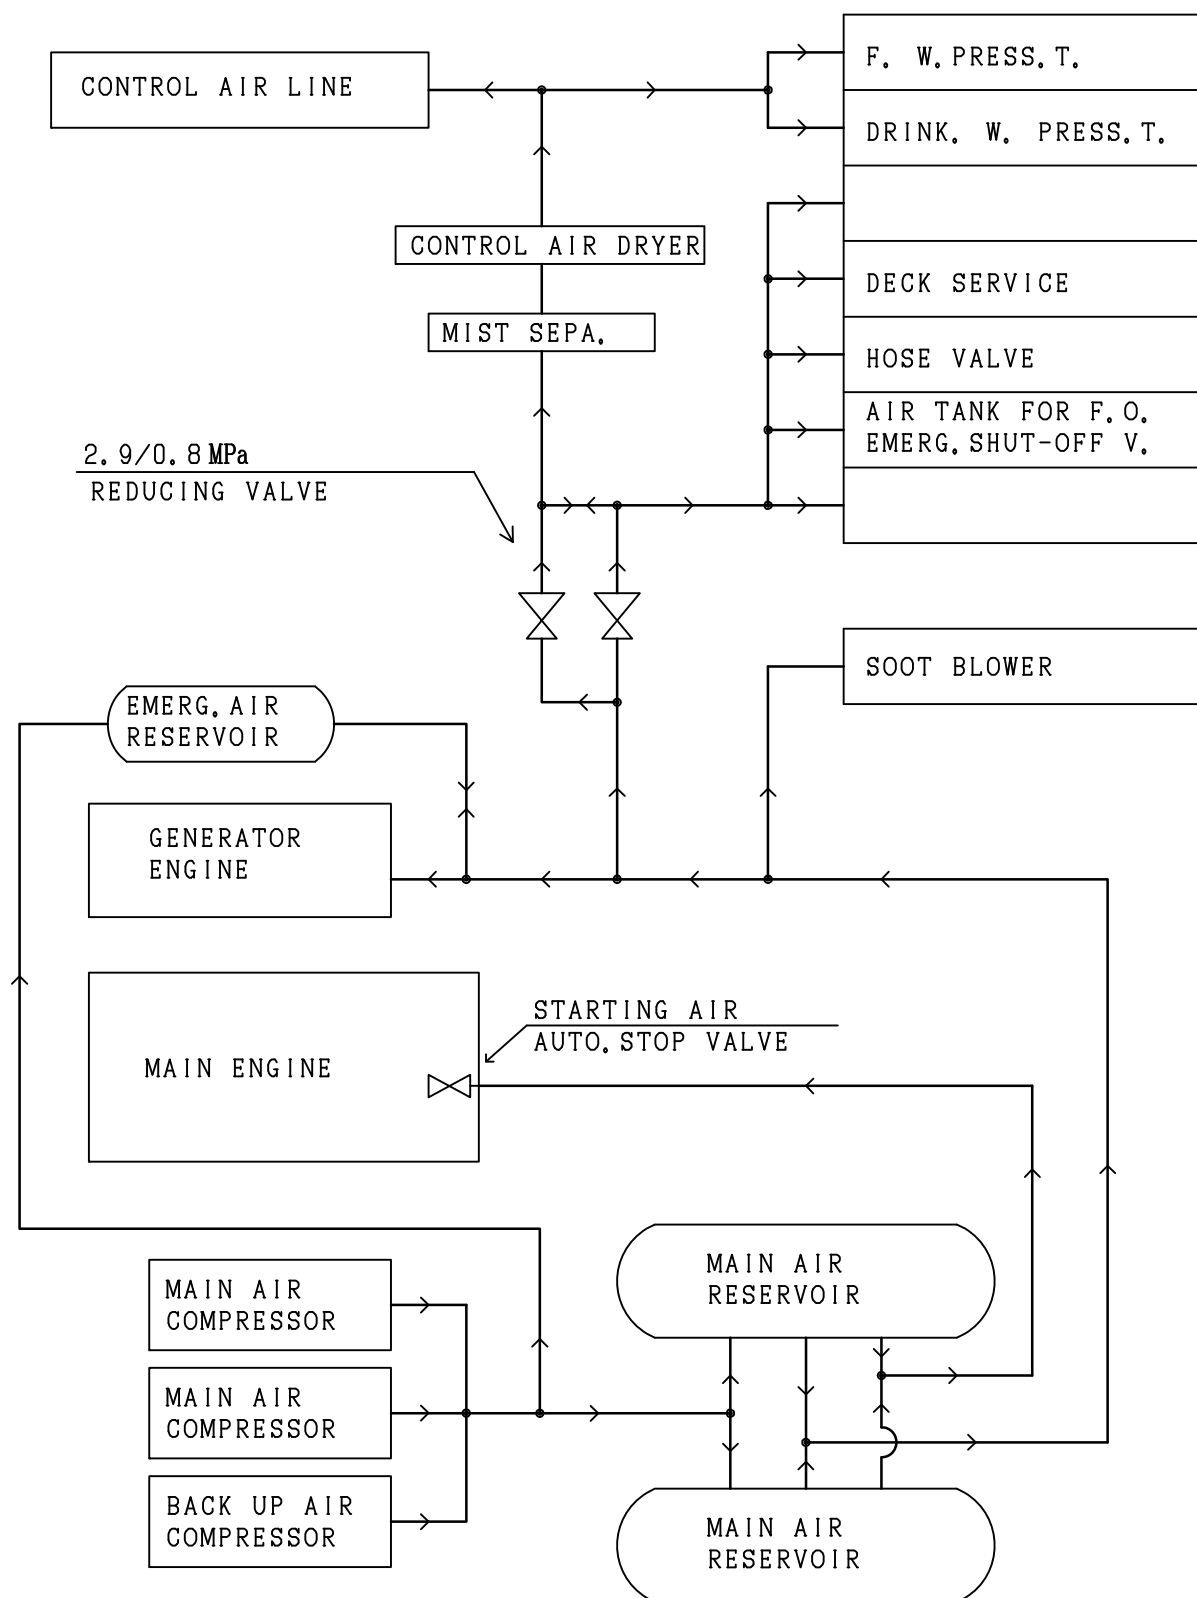 F. W. PRESS. T.
CONTROL AIR LINE
DRINK. W. PRESS. T.
CONTROL AIR DRYER
DECK SERVICE
MIST SEPA.
HOSE VALVE
AIR TANK FOR F. O.
EMERG. SHUT-OFF V.
2. 9/0. 8 MPa
REDUCING VALVE
SOOT BLOWER
EMERG. AIR
RESERVOIR
GENERATOR
ENGINE
STARTING AIR
AUTO. STOP VALVE
MAIN ENGINE
MAIN AIR
RESERVOIR
MAIN AIR
COMPRESSOR
MAIN AIR
COMPRESSOR
BACK UP AIR
COMPRESSOR
MAIN AIR
RESERVOIR